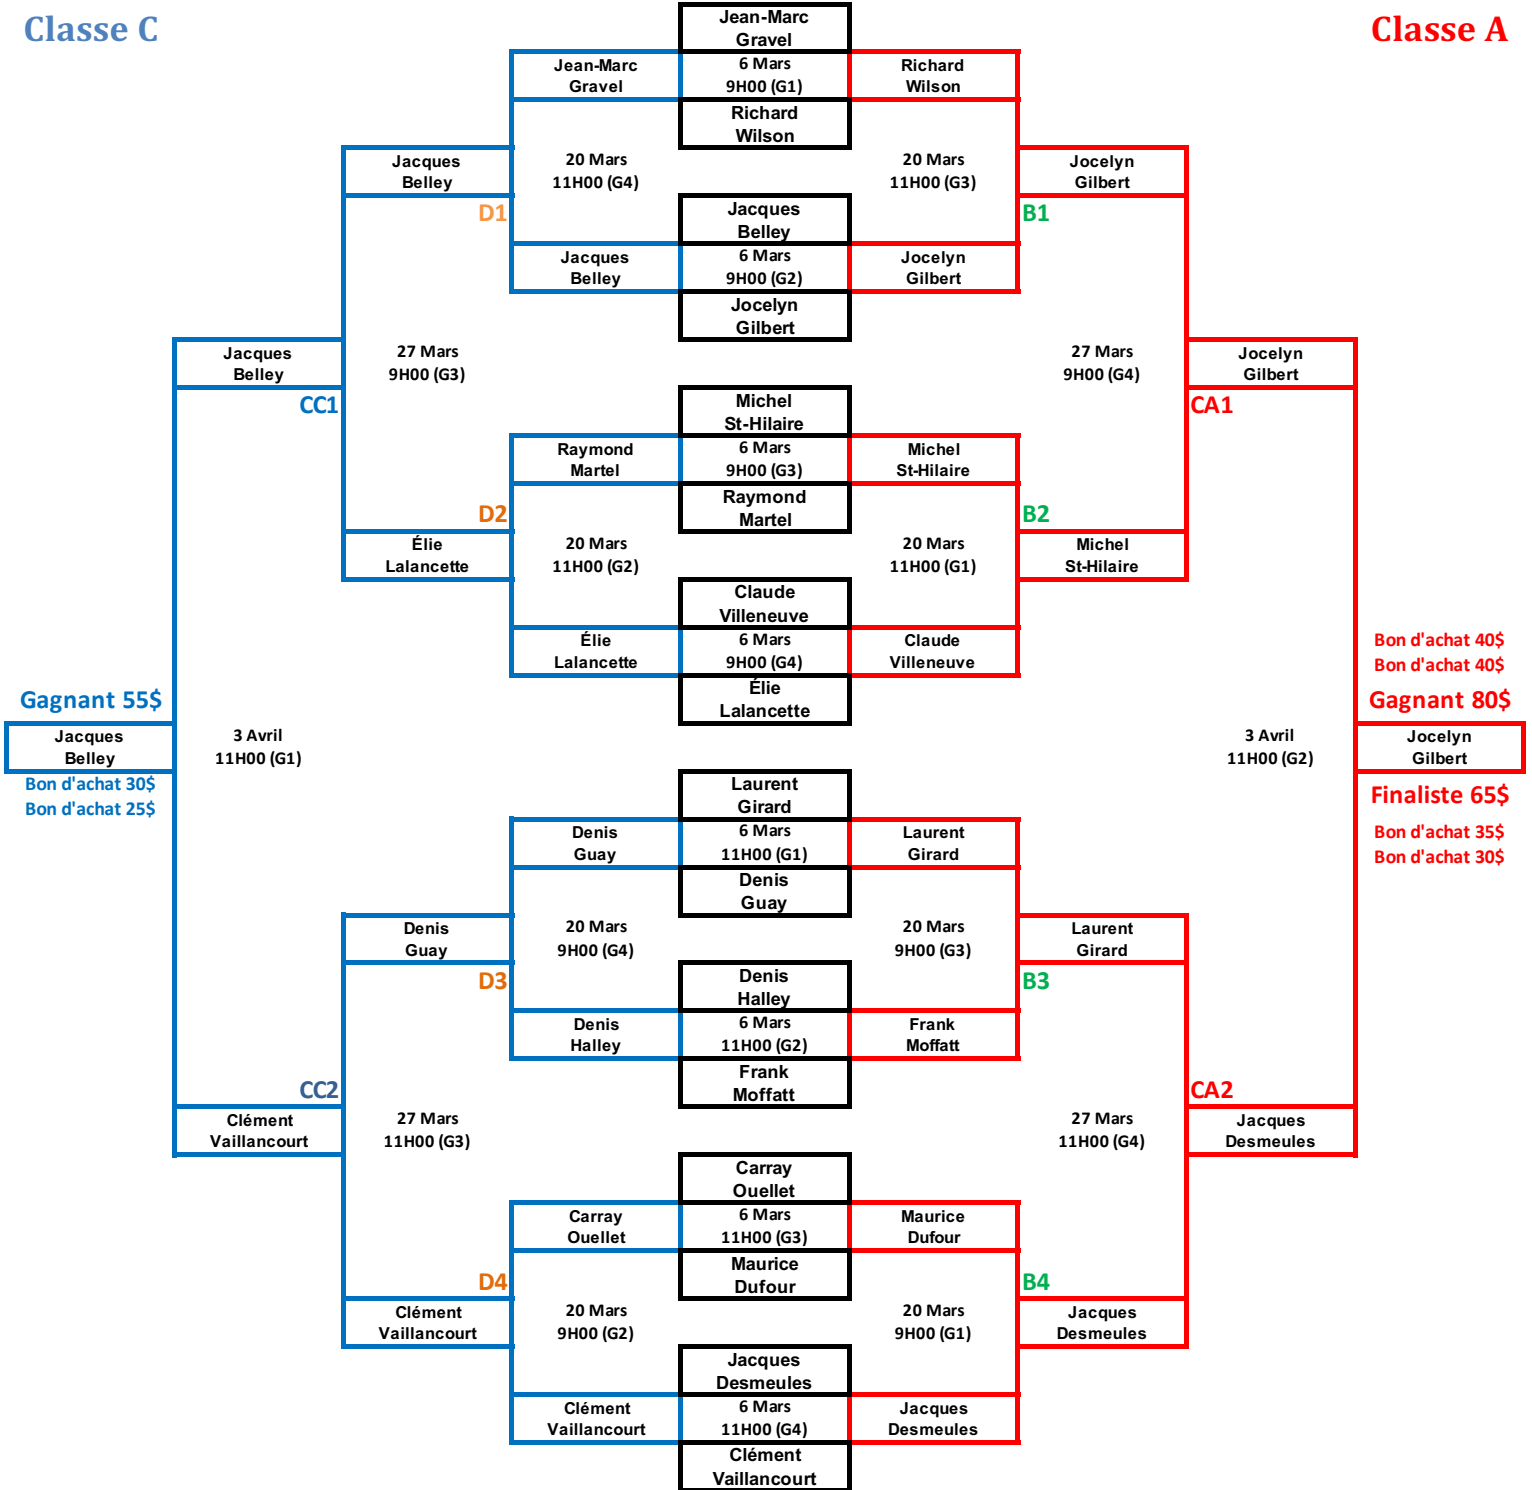 Classe C
Jean-Marc
Gravel
Classe A
Jean-Marc
Gravel
6 Mars
9H00 (G1)
Richard
Wilson
Richard
Wilson
Jacques
Belley
20 Mars
11H00 (G4)
20 Mars
11H00 (G3)
Jocelyn
Gilbert
D1
Jacques
Belley
B1
Jacques
Belley
6 Mars
9H00 (G2)
Jocelyn
Gilbert
Jocelyn
Gilbert
Jacques
Belley
27 Mars
9H00 (G3)
27 Mars
9H00 (G4)
Jocelyn
Gilbert
CC1
Michel
St-Hilaire
CA1
Raymond
Martel
6 Mars
9H00 (G3)
Michel
St-Hilaire
D2
Raymond
Martel
B2
Élie
Lalancette
20 Mars
11H00 (G2)
20 Mars
11H00 (G1)
Michel
St-Hilaire
Claude
Villeneuve
Élie
Lalancette
6 Mars
9H00 (G4)
Claude
Villeneuve
Bon d'achat 40$
Bon d'achat 40$
Élie
Lalancette
Gagnant 55$
Gagnant 80$
Jacques
Belley
3 Avril
11H00 (G1)
3 Avril
11H00 (G2)
Jocelyn
Gilbert
Bon d'achat 30$
Bon d'achat 25$
Laurent
Girard
Finaliste 65$
Bon d'achat 35$
Bon d'achat 30$
Denis
Guay
6 Mars
11H00 (G1)
Laurent
Girard
Denis
Guay
Denis
Guay
20 Mars
9H00 (G4)
20 Mars
9H00 (G3)
Laurent
Girard
D3
Denis
Halley
B3
Denis
Halley
6 Mars
11H00 (G2)
Frank
Moffatt
Frank
Moffatt
CC2
CA2
Clément
Vaillancourt
27 Mars
11H00 (G3)
27 Mars
11H00 (G4)
Jacques
Desmeules
Carray
Ouellet
Carray
Ouellet
6 Mars
11H00 (G3)
Maurice
Dufour
D4
Maurice
Dufour
B4
Clément
Vaillancourt
20 Mars
9H00 (G2)
20 Mars
9H00 (G1)
Jacques
Desmeules
Jacques
Desmeules
Clément
Vaillancourt
6 Mars
11H00 (G4)
Jacques
Desmeules
Clément
Vaillancourt